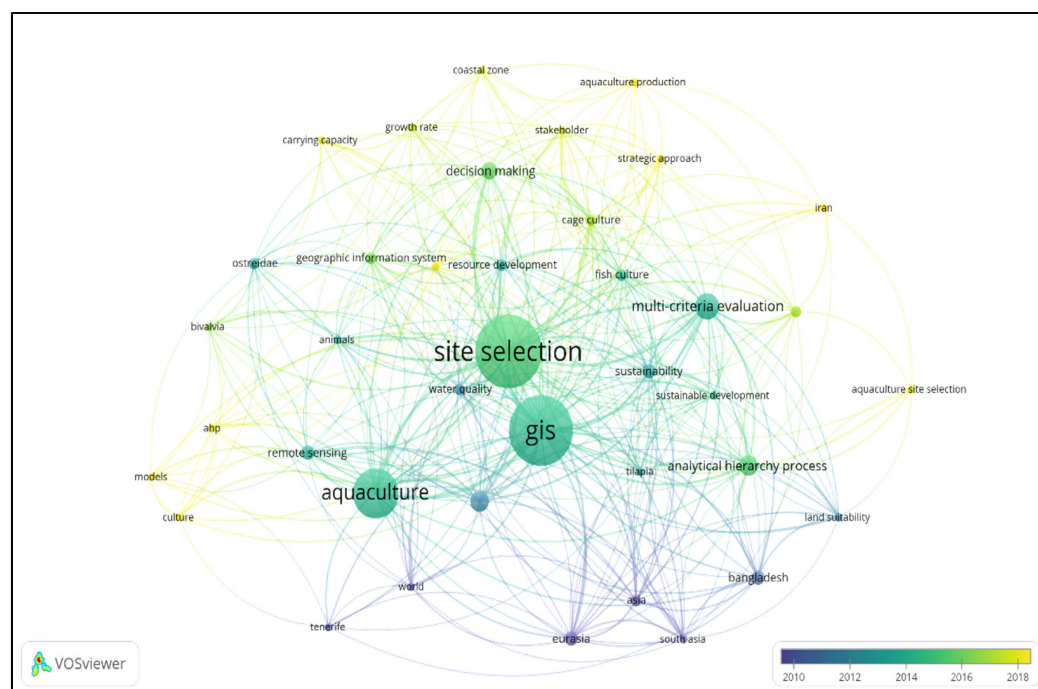 coastal zone
aquaculture production
growth rate
stakeholder
carrying capacity
strategic approach
decision making
iran
cage culture
geographic information system
ostreidae
resource development
fish culture
multi-criteria evaluation
bivalvia
animals
site selection
sustainability
water quality
aquaculture site selection
sustainable development
ahp
gis
remote sensing
analytical hierarchy process
tilapia
models
aquaculture
culture
land suitability
bangladesh
world
asia
tenerife
eurasia
south asia
VOSviewer
2010 2012 2014 2016 2018